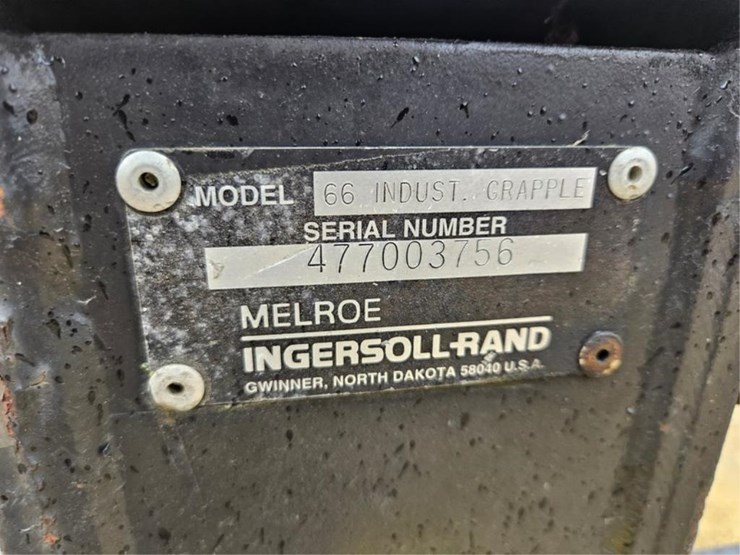 MODEL 66 INDUST. GRAPPLE
SERIAL NUMBER
477003756
MELROE
INGERSOLL-RAND
GWINNER, NORTH DAKOTA 58040 U.S.A.